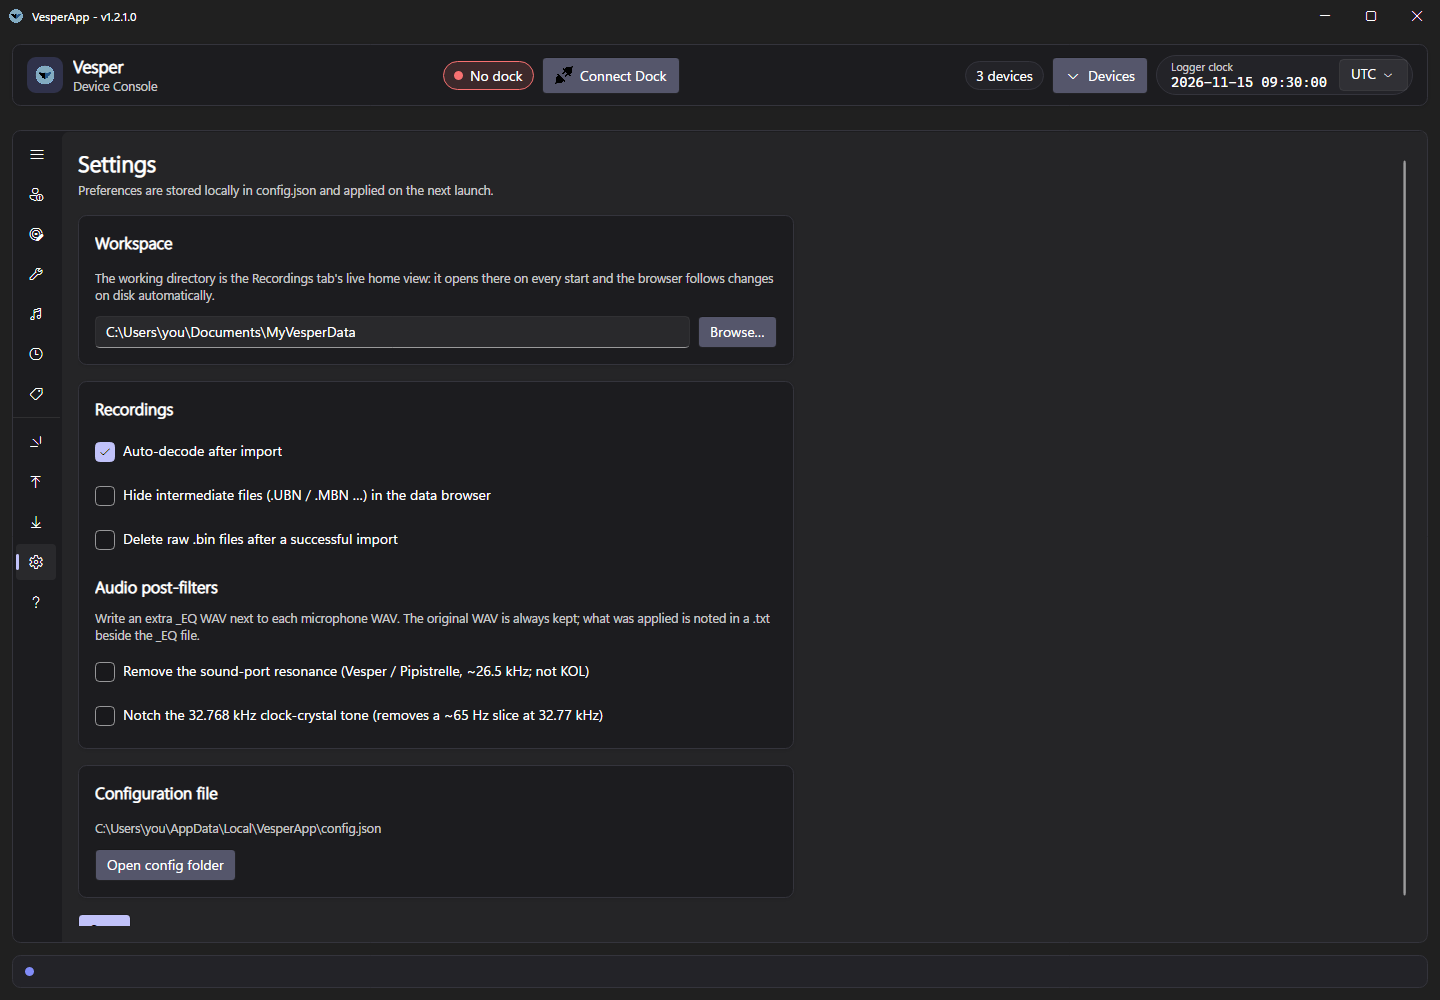 VesperApp - v1.2.1.0
Vesper
Device Console
No dock
Connect Dock
3 devices
Devices
Logger clock
2026-11-15 09:30:00
UTC
Settings
Preferences are stored locally in config.json and applied on the next launch.
Workspace
The working directory is the Recordings tab's live home view: it opens there on every start and the browser follows changes
on disk automatically.
C:\Users\you\Documents\MyVesperData
Browse...
Recordings
Auto-decode after import
Hide intermediate files (.UBN / .MBN ...) in the data browser
Delete raw .bin files after a successful import
Audio post-filters
Write an extra _EQ WAV next to each microphone WAV. The original WAV is always kept; what was applied is noted in a .txt
beside the _EQ file.
Remove the sound-port resonance (Vesper / Pipistrelle, ~26.5 kHz; not KOL)
Notch the 32.768 kHz clock-crystal tone (removes a ~65 Hz slice at 32.77 kHz)
Configuration file
C:\Users\you\AppData\Local\VesperApp\config.json
Open config folder